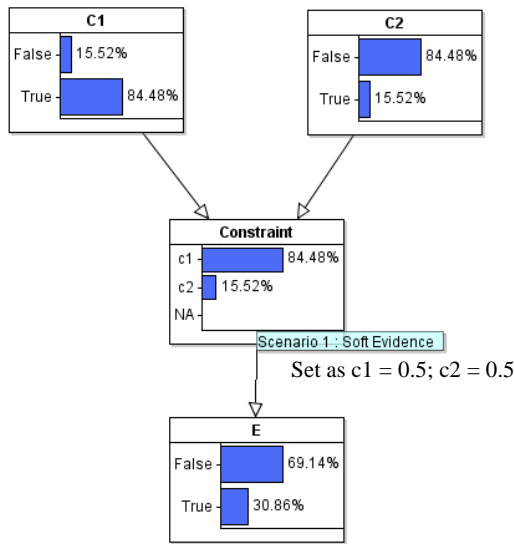 C1
False 15.52%
True 84.48%
C2
False 84.48%
True 15.52%
Constraint
c1 84.48%
c2 15.52%
NA
Scenario 1 : Soft Evidence
Set as c1 = 0.5; c2 = 0.5
E
False 69.14%
True 30.86%